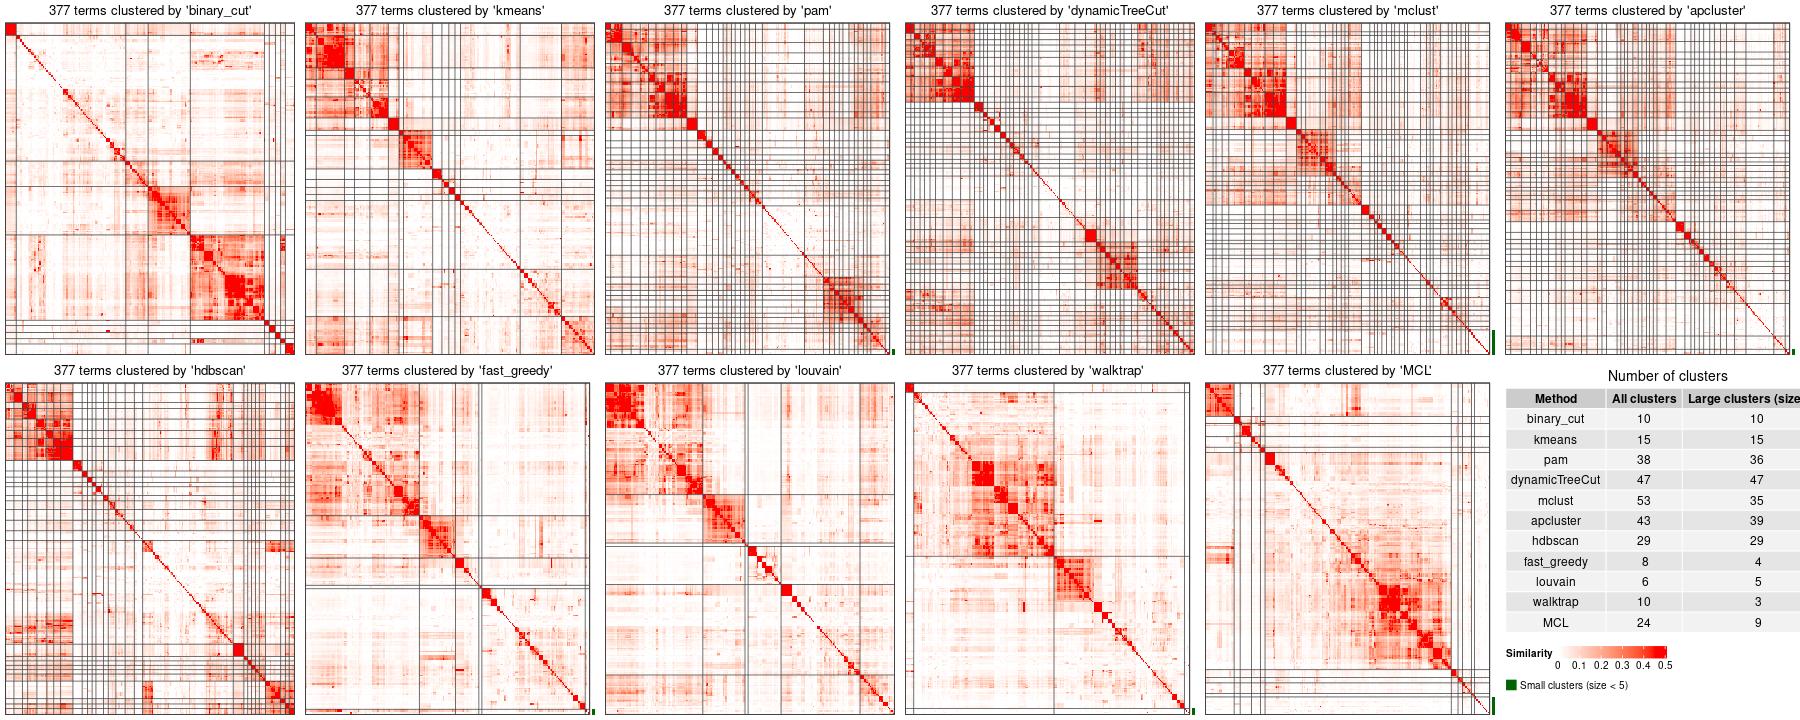 377 terms clustered by 'binary_cut'
377 terms clustered by 'kmeans'
377 terms clustered by 'pam'
377 terms clustered by 'dynamicTreeCut'
377 terms clustered by 'mclust'
377 terms clustered by 'apcluster'
377 terms clustered by 'hdbscan'
377 terms clustered by 'fast_greedy'
377 terms clustered by 'louvain'
377 terms clustered by 'walktrap'
377 terms clustered by 'MCL'
Number of clusters
Method All clusters Large clusters (size
binary_cut 10 10
kmeans 15 15
pam 38 36
dynamicTreeCut 47 47
mclust 53 35
apcluster 43 39
hdbscan 29 29
fast_greedy 8 4
louvain 6 5
walktrap 10 3
MCL 24 9
Similarity
0 0.1 0.2 0.3 0.4 0.5
Small clusters (size < 5)